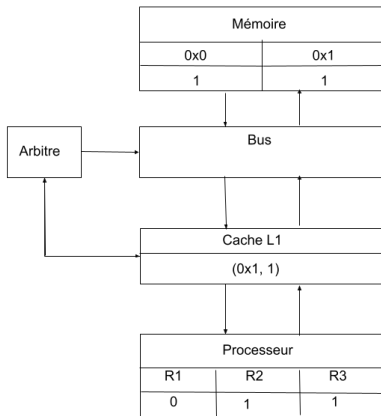 Mémoire
0x0 0x1
1 1
Bus
Arbitre
Cache L1
(0x1, 1)
Processeur
R1 R2 R3
0 1 1